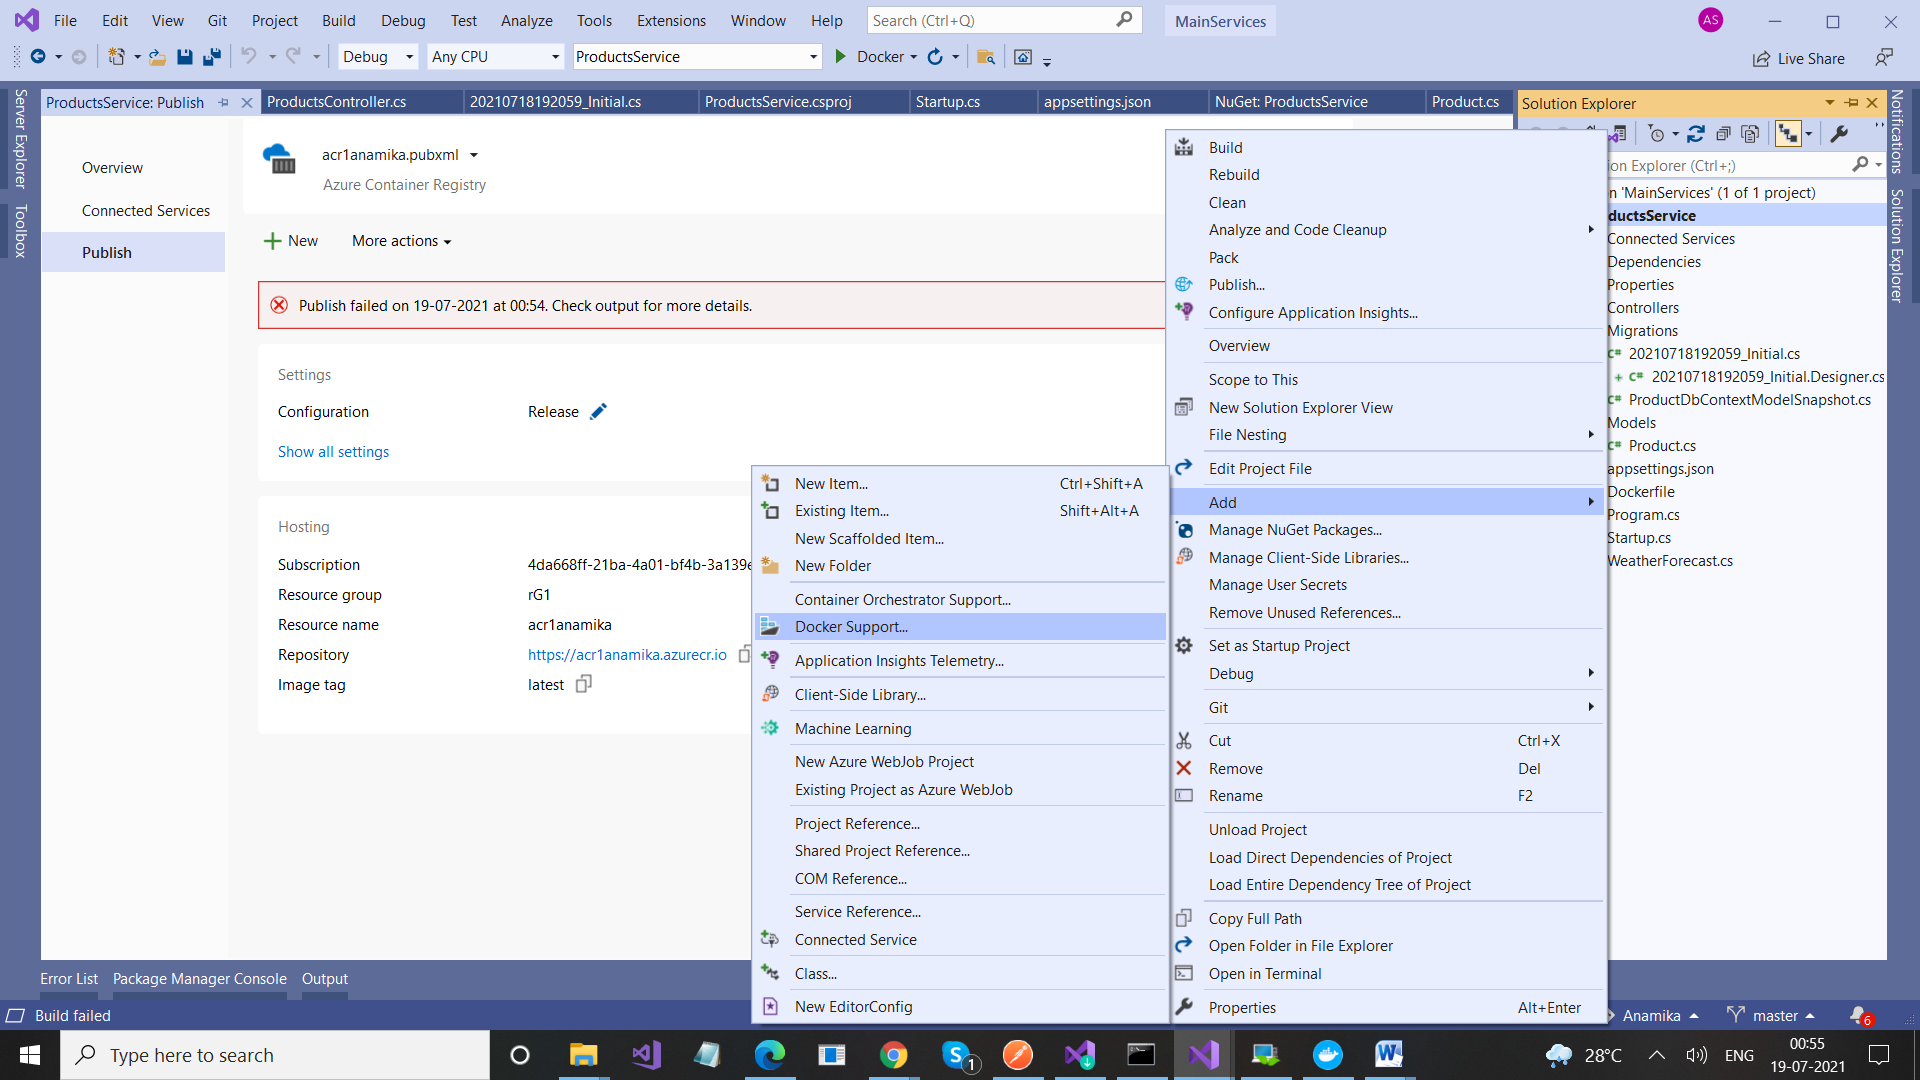 File Edit View Git Project Build Debug Test Analyze Tools Extensions Window Help Search (Ctrl+Q) MainServices AS
Debug Any CPU ProductsService Docker Live Share
Server Explorer
Toolbox
ProductsService: Publish ProductsController.cs 20210718192059_Initial.cs ProductsService.csproj Startup.cs appsettings.json NuGet: ProductsService Product.cs
Overview
Connected Services
Publish
acr1anamika.pubxml
Azure Container Registry
New More actions
Publish failed on 19-07-2021 at 00:54. Check output for more details.
Settings
Configuration Release
Show all settings
Hosting
Subscription 4da668ff-21ba-4a01-bf4b-3a139e
Resource group rG1
Resource name acr1anamika
Repository https://acr1anamika.azurecr.io
Image tag latest
New Item... Ctrl+Shift+A
Existing Item... Shift+Alt+A
New Scaffolded Item...
New Folder
Container Orchestrator Support...
Docker Support...
Application Insights Telemetry...
Client-Side Library...
Machine Learning
New Azure WebJob Project
Existing Project as Azure WebJob
Project Reference...
Shared Project Reference...
COM Reference...
Service Reference...
Connected Service
Class...
New EditorConfig
Build
Rebuild
Clean
Analyze and Code Cleanup
Pack
Publish...
Configure Application Insights...
Overview
Scope to This
New Solution Explorer View
File Nesting
Edit Project File
Add
Manage NuGet Packages...
Manage Client-Side Libraries...
Manage User Secrets
Remove Unused References...
Set as Startup Project
Debug
Git
Cut Ctrl+X
Remove Del
Rename F2
Unload Project
Load Direct Dependencies of Project
Load Entire Dependency Tree of Project
Copy Full Path
Open Folder in File Explorer
Open in Terminal
Properties Alt+Enter
Solution Explorer
ion Explorer (Ctrl+;)
n 'MainServices' (1 of 1 project)
ductsService
Connected Services
Dependencies
Properties
Controllers
Migrations
C# 20210718192059_Initial.cs
+ C# 20210718192059_Initial.Designer.cs
C# ProductDbContextModelSnapshot.cs
Models
C# Product.cs
appsettings.json
Dockerfile
Program.cs
Startup.cs
WeatherForecast.cs
Notifications
Solution Explorer
Error List Package Manager Console Output
Build failed Anamika master 6
Type here to search 1 28°C ENG 00:55
19-07-2021